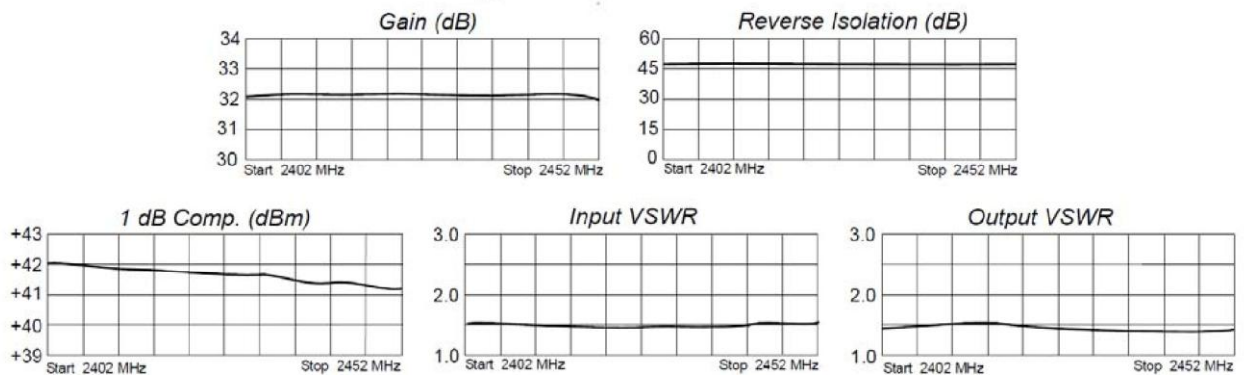 Gain (dB)
34
33
32
31
30
Start 2402 MHz
Stop 2452 MHz
Reverse Isolation (dB)
60
45
30
15
0
Start 2402 MHz
Stop 2452 MHz
1 dB Comp. (dBm)
+43
+42
+41
+40
+39
Start 2402 MHz
Stop 2452 MHz
Input VSWR
3.0
2.0
1.0
Start 2402 MHz
Stop 2452 MHz
Output VSWR
3.0
2.0
1.0
Start 2402 MHz
Stop 2452 MHz